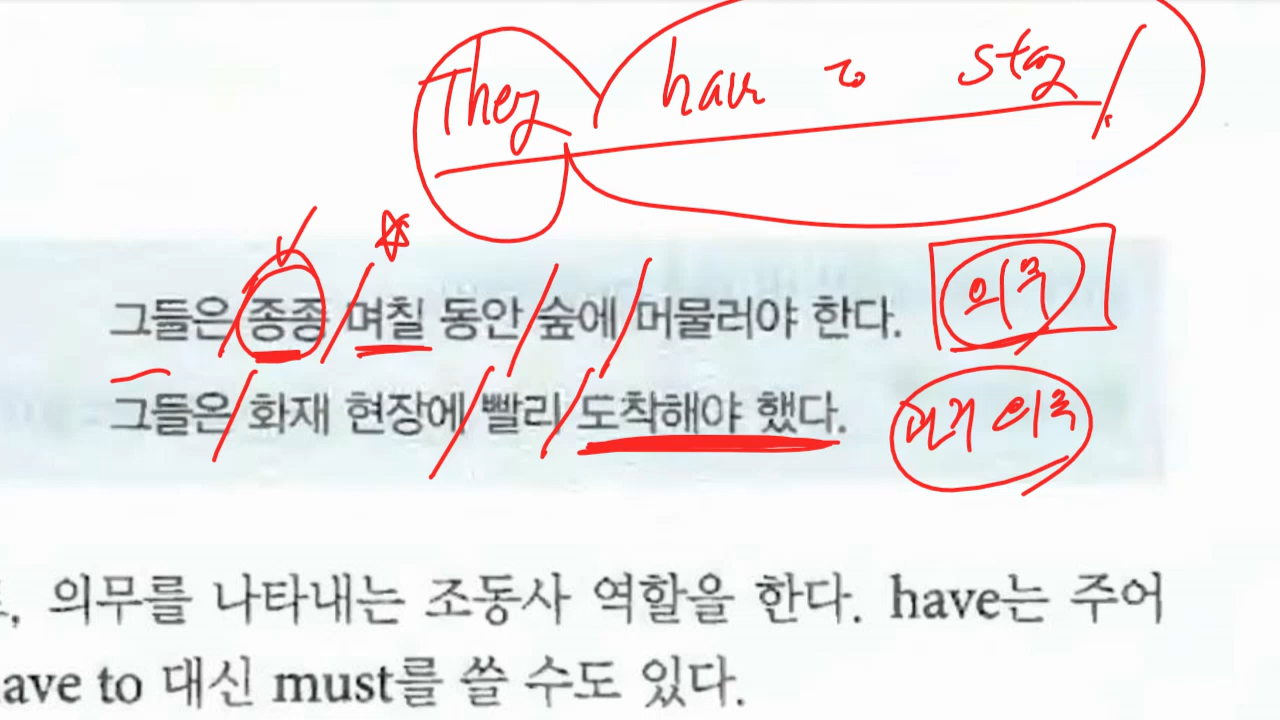 They have to stay
그들은 종종 며칠 동안 숲에 머물러야 한다. 의무
그들은 화재 현장에 빨리 도착해야 했다. 과거 의무
, 의무를 나타내는 조동사 역할을 한다. have는 주어
ave to 대신 must를 쓸 수도 있다.